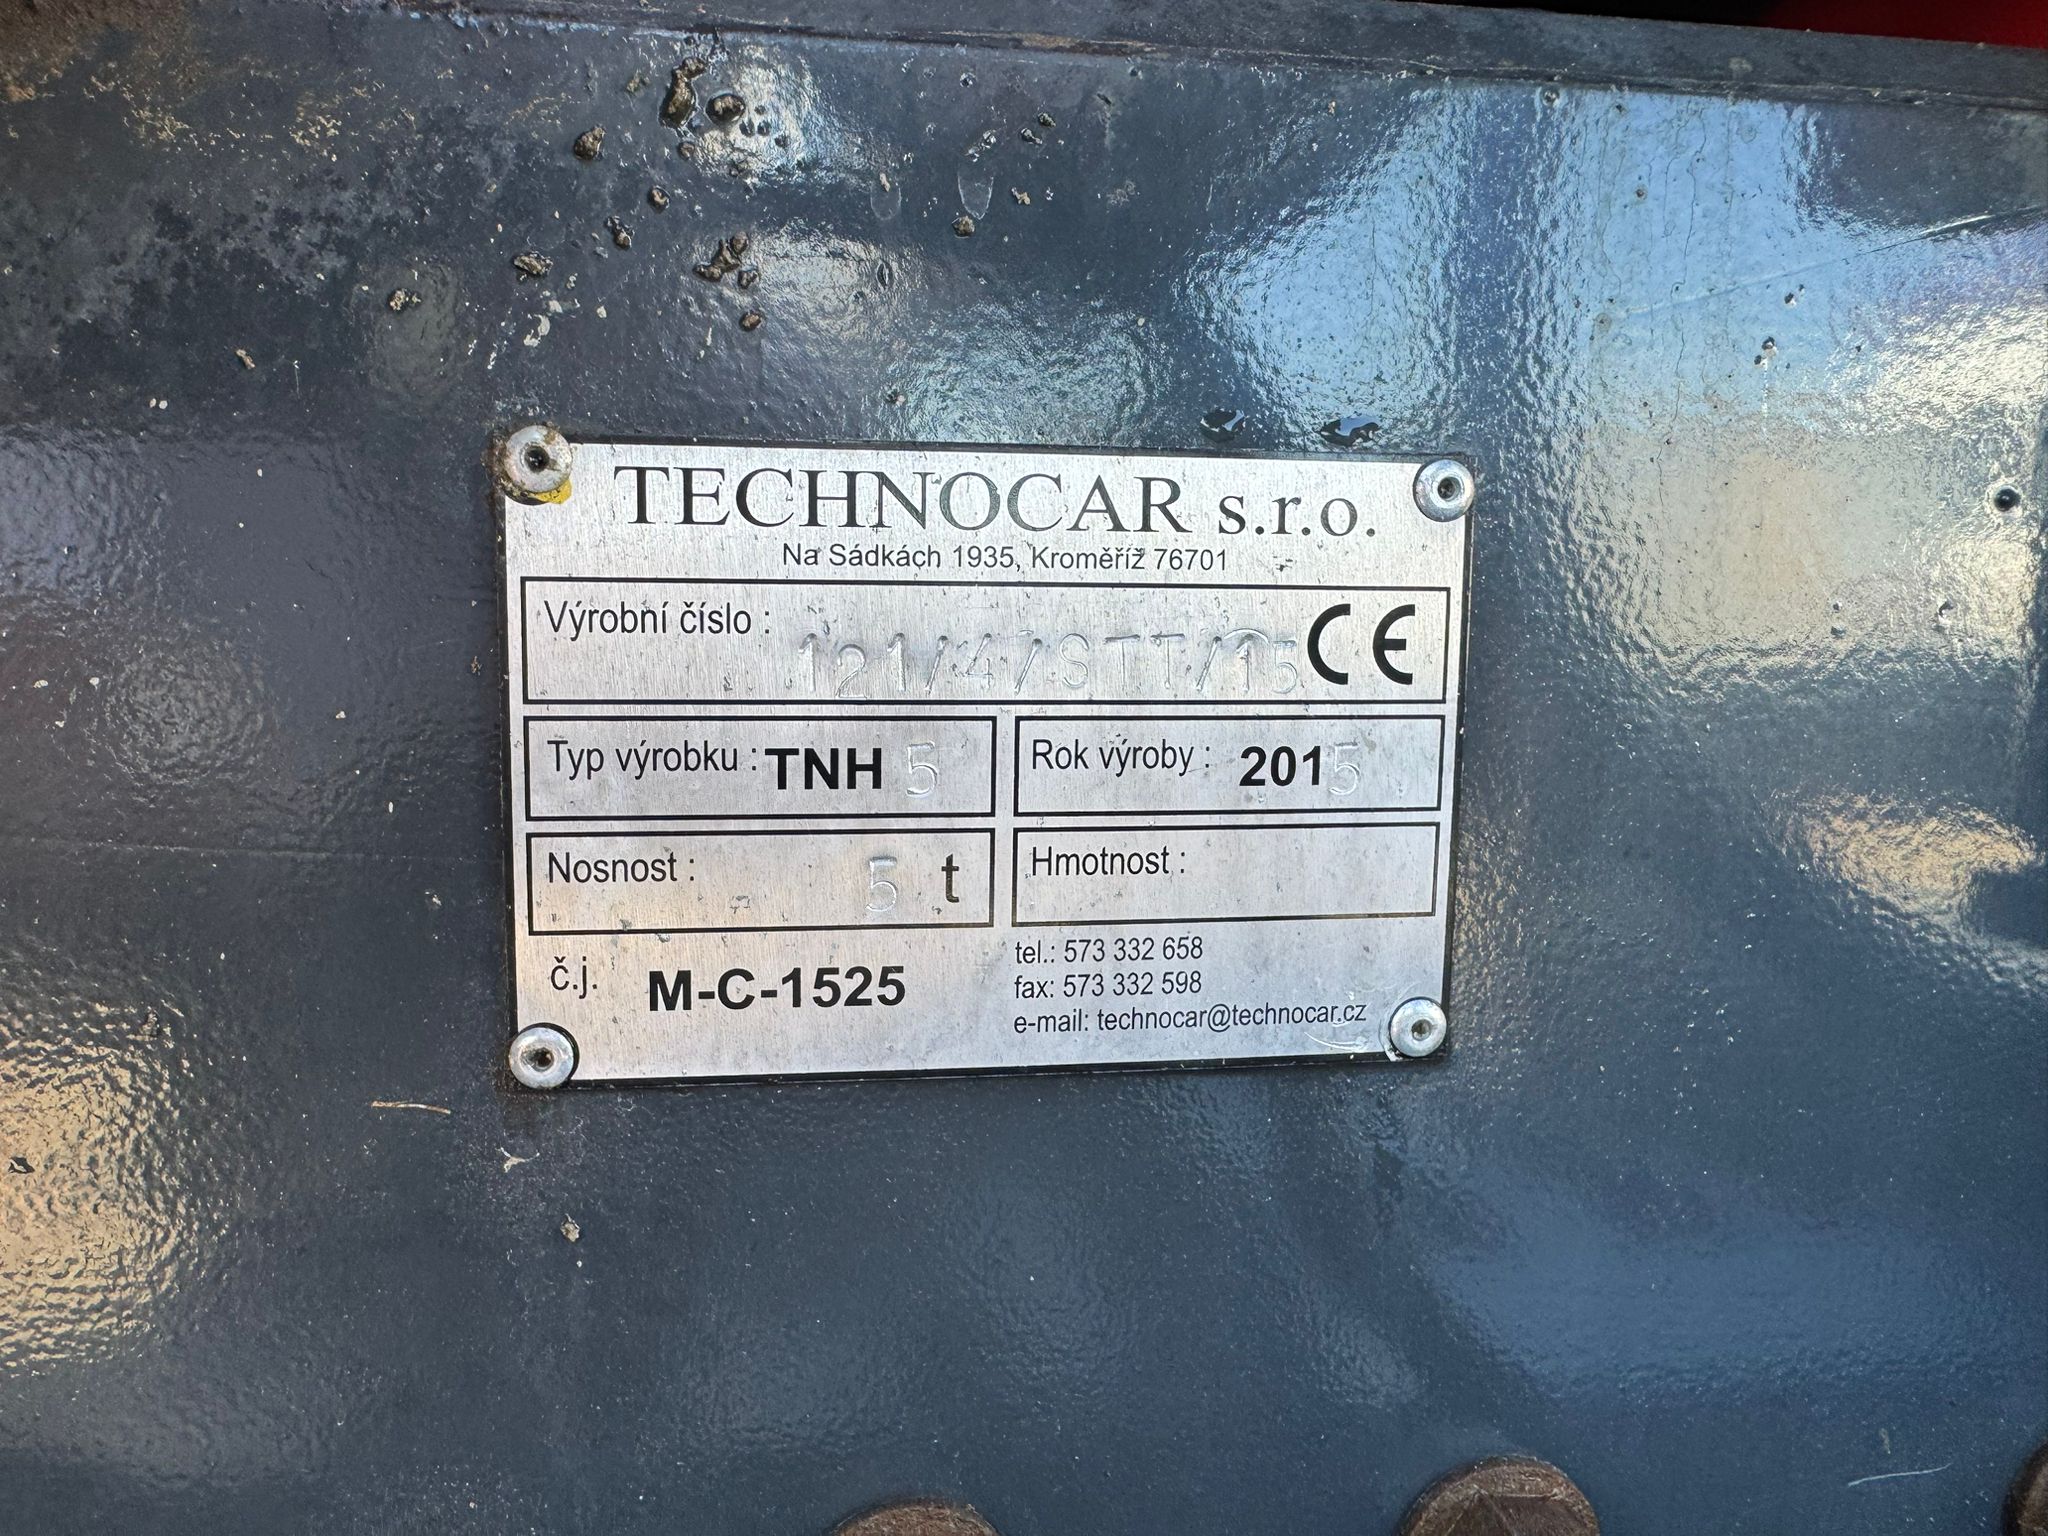 TECHNOCAR s.r.o.
Na Sádkách 1935, Kroměříž 76701
Výrobní číslo : 121/47/STT/15 CE
Typ výrobku : TNH 5
Rok výroby : 2015
Nosnost : 5 t
Hmotnost :
č.j. M-C-1525
tel.: 573 332 658
fax: 573 332 598
e-mail: technocar@technocar.cz